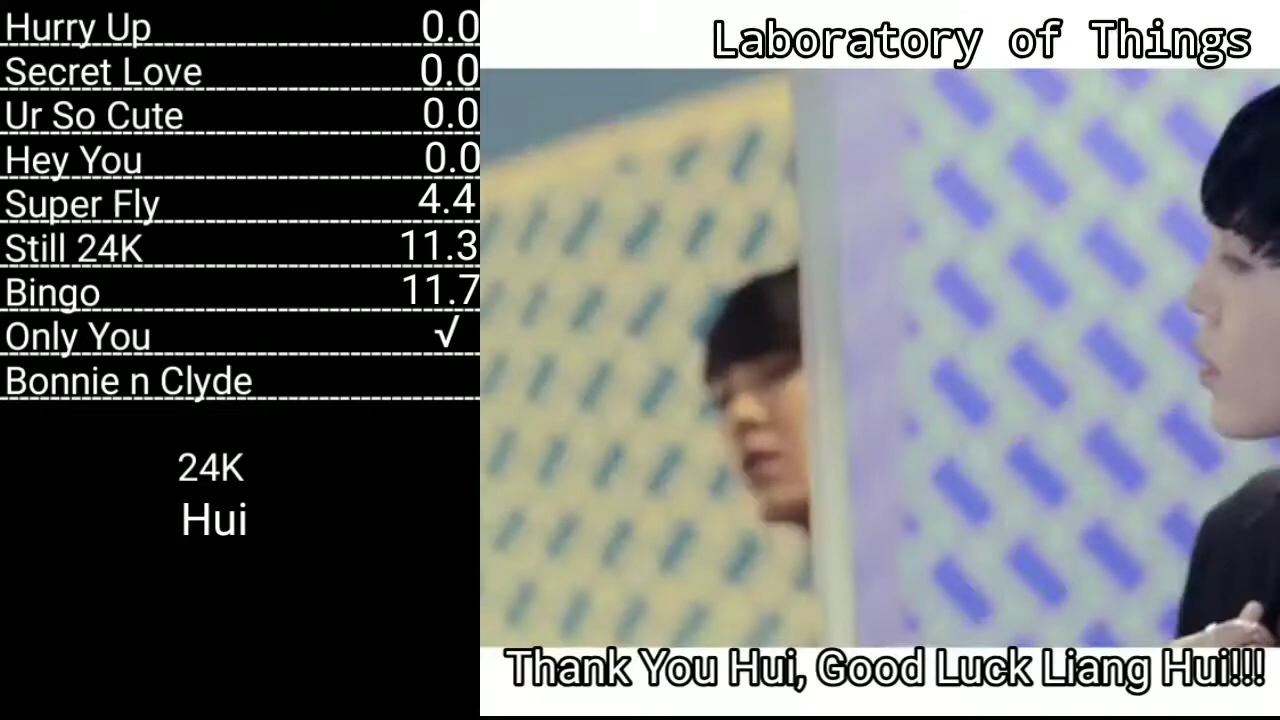 Hurry Up 0.0
Secret Love 0.0
Ur So Cute 0.0
Hey You 0.0
Super Fly 4.4
Still 24K 11.3
Bingo 11.7
Only You √
Bonnie n Clyde
24K
Hui
Laboratory of Things
Thank You Hui, Good Luck Liang Hui!!!